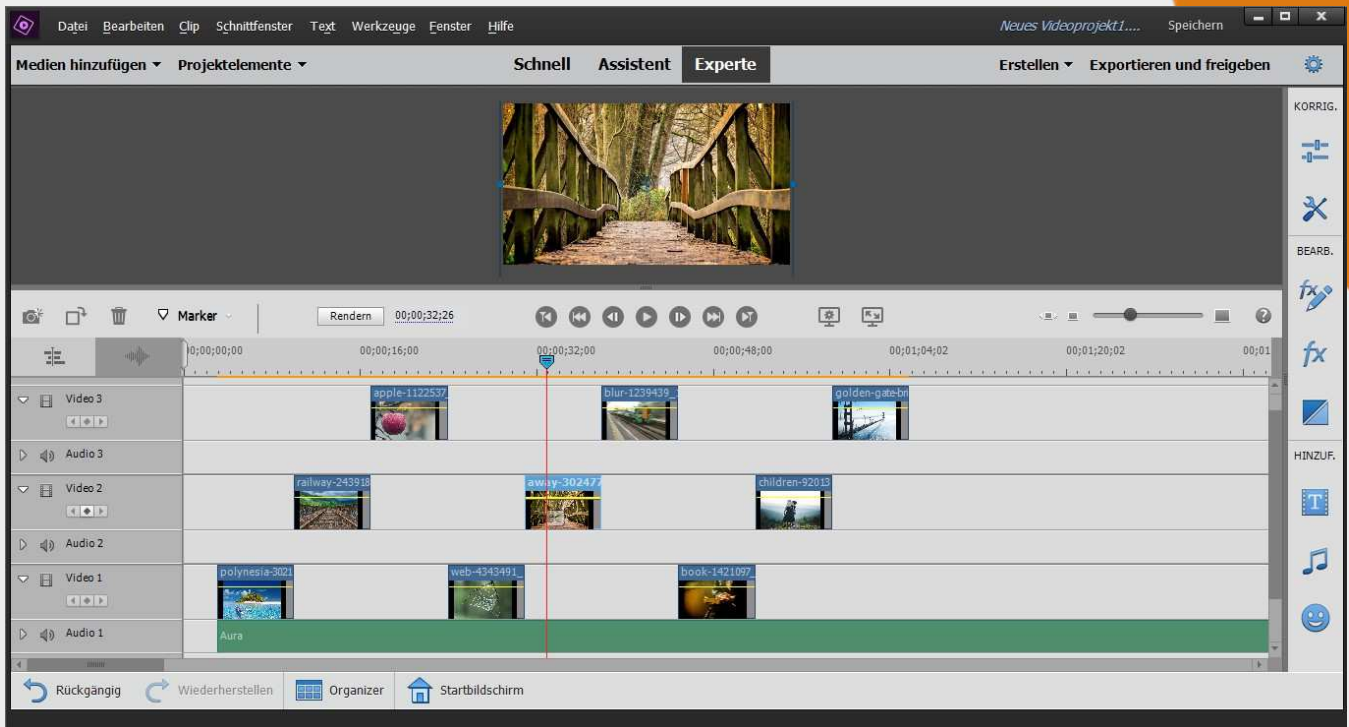 Datei Bearbeiten Clip Schnittfenster Text Werkzeuge Fenster Hilfe Neues Videoprojekt1.... Speichern
Medien hinzufügen Projektelemente Schnell Assistent Experte Erstellen Exportieren und freigeben
KORRIG.
BEARB.
Marker Rendern 00;00;32;26
00;00;00 00;00;16;00 00;00;32;00 00;00;48;00 00;01;04;02 00;01;20;02 00;01
fx
Video 3 apple-1122537_ blur-1239439_ golden-gate-bri
Audio 3
HINZUF.
Video 2 railway-243918 away-302477 children-92013
T
Audio 2
Video 1 polynesia-3021 web-4343491_ book-1421097_
Audio 1 Aura
Rückgängig Wiederherstellen Organizer Startbildschirm